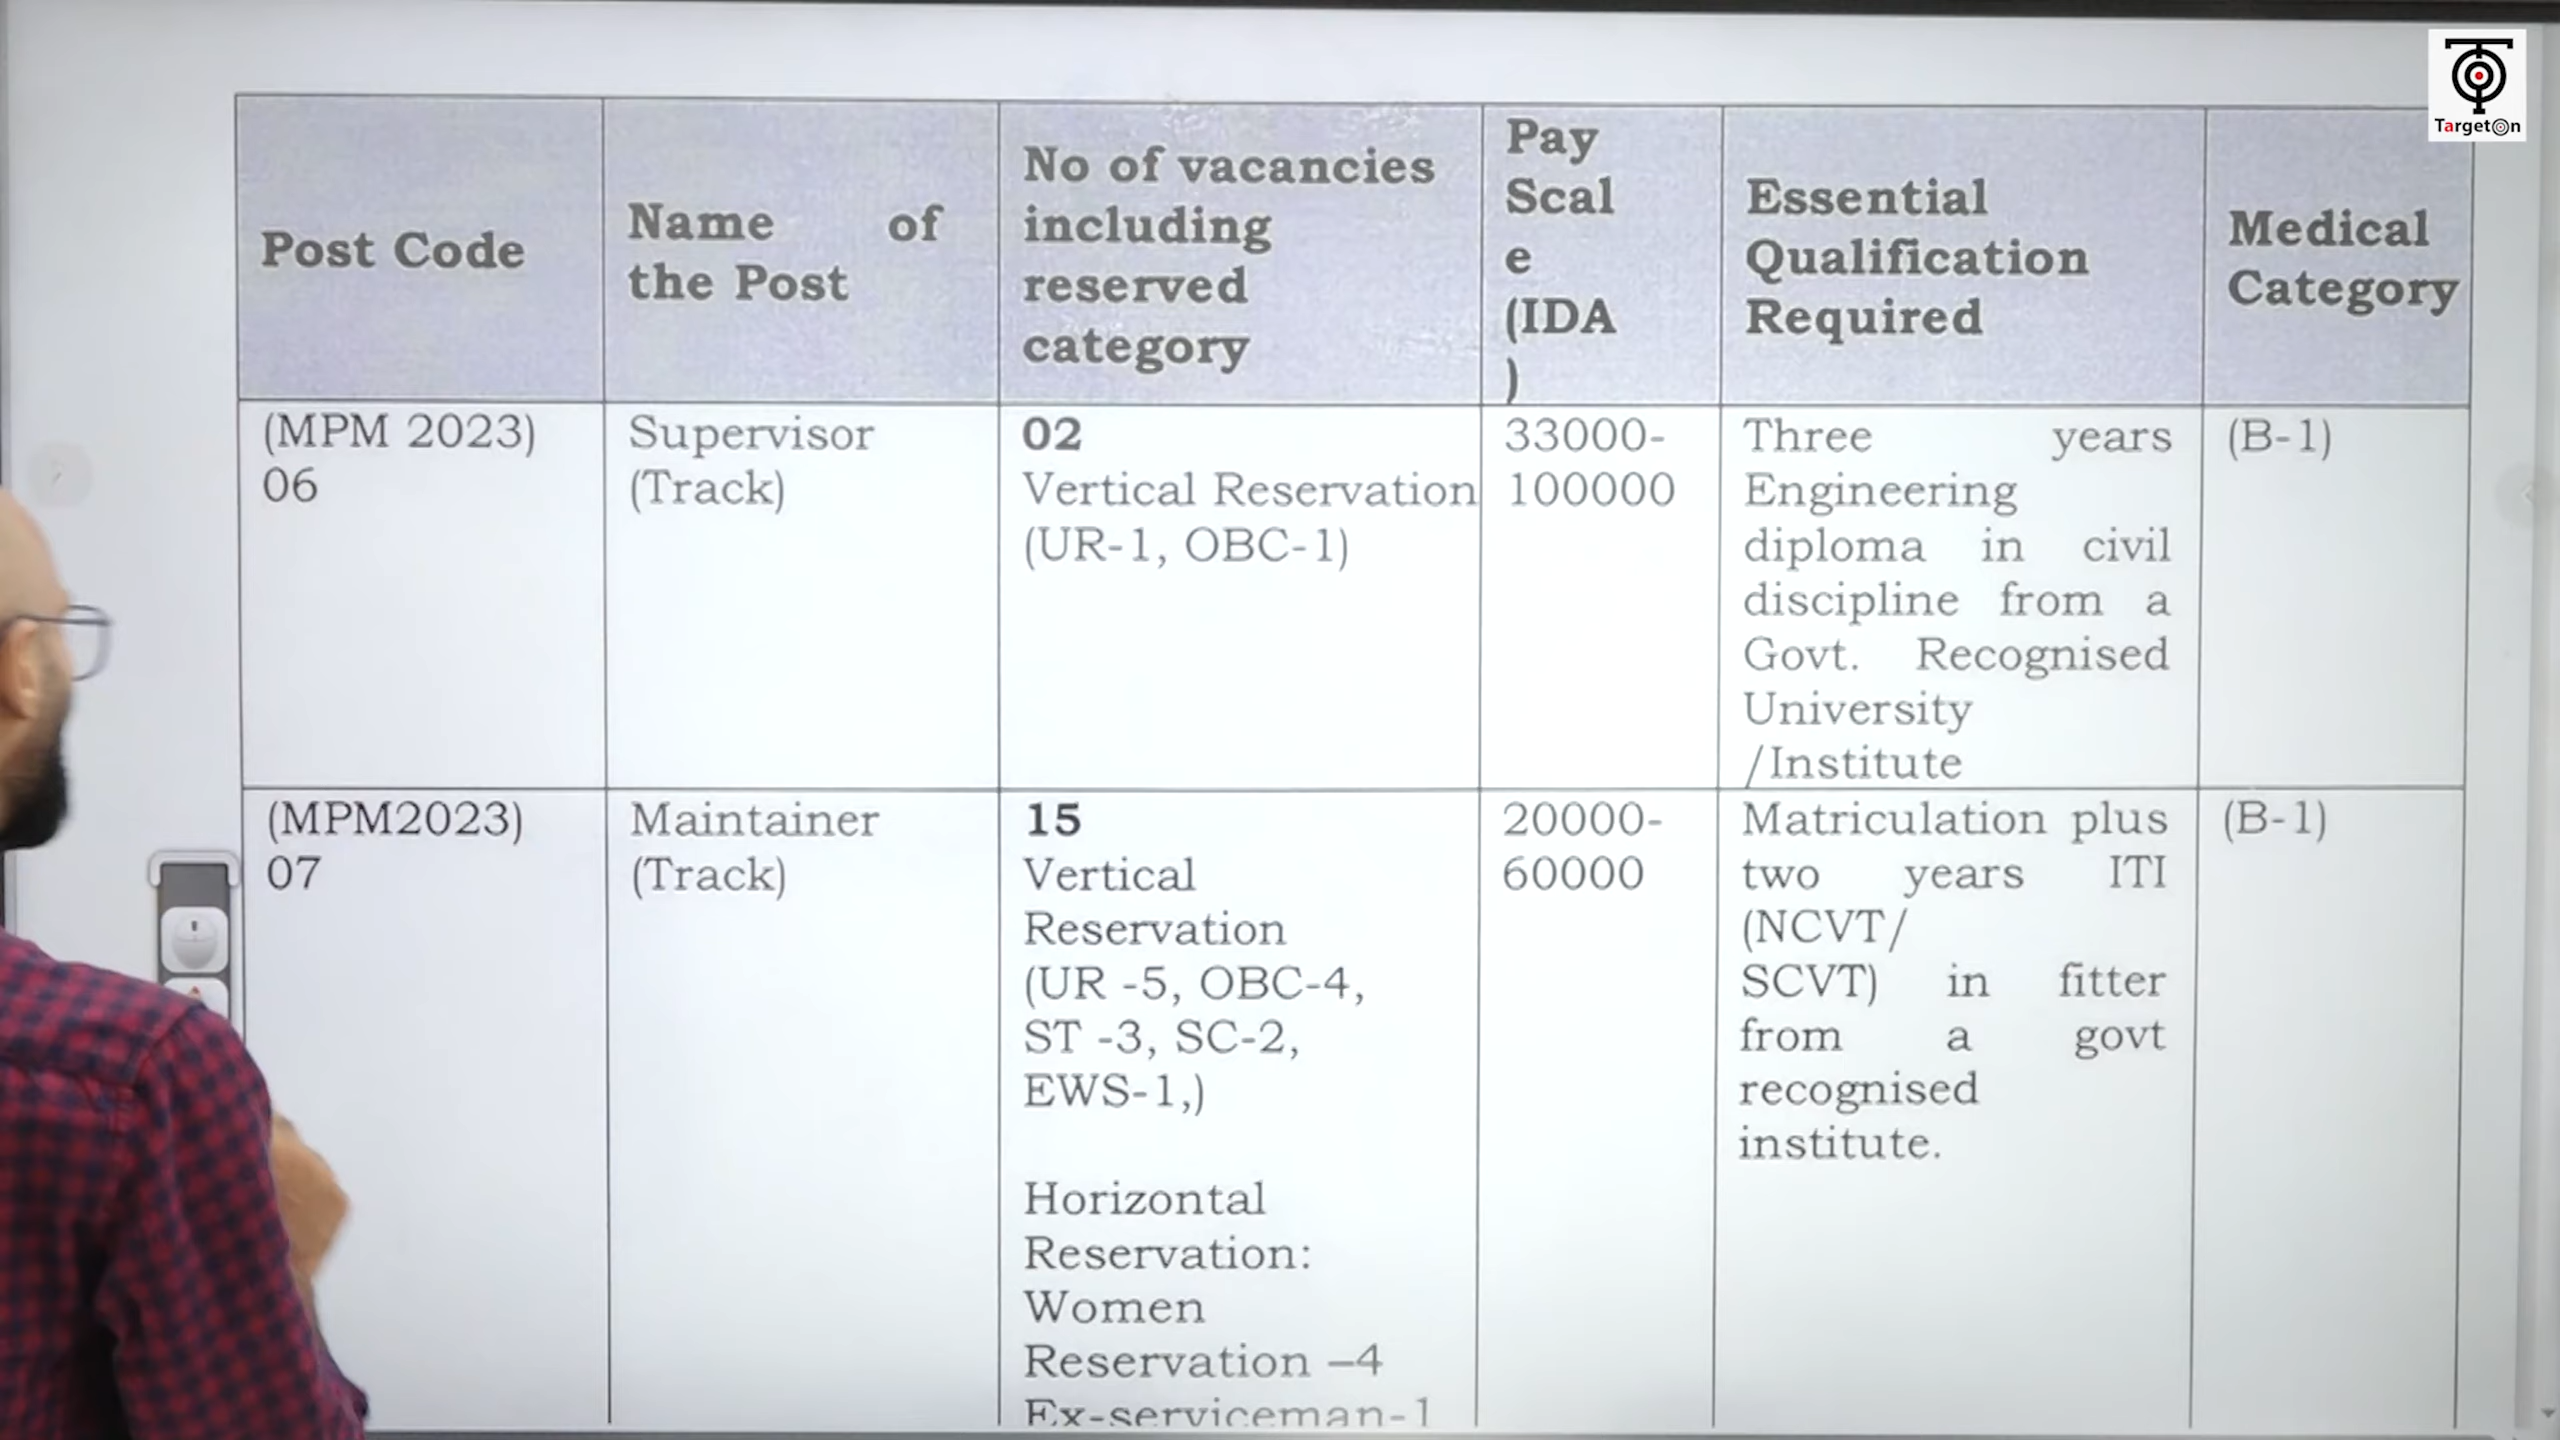 TargetOn
Post Code
Name of
the Post
No of vacancies
including
reserved
category
Pay
Scal
e
(IDA
)
Essential
Qualification
Required
Medical
Category
(MPM 2023)
06
Supervisor
(Track)
02
Vertical Reservation
(UR-1, OBC-1)
33000-
100000
Three years
Engineering
diploma in civil
discipline from a
Govt. Recognised
University
/Institute
(B-1)
(MPM2023)
07
Maintainer
(Track)
15
Vertical
Reservation
(UR -5, OBC-4,
ST -3, SC-2,
EWS-1,)
Horizontal
Reservation:
Women
Reservation –4
Ex-serviceman-1
20000-
60000
Matriculation plus
two years ITI
(NCVT/
SCVT) in fitter
from a govt
recognised
institute.
(B-1)